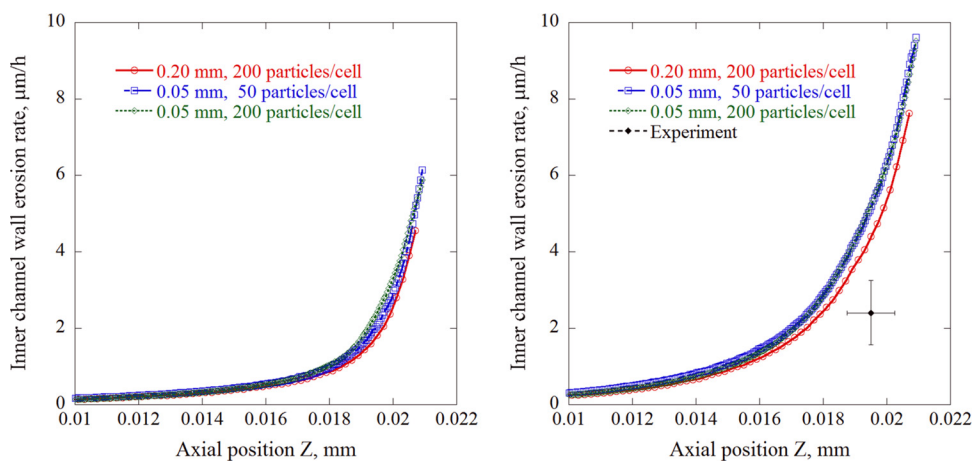 10
8
6
4
2
0
Inner channel wall erosion rate, μm/h
0.20 mm, 200 particles/cell
0.05 mm, 50 particles/cell
0.05 mm, 200 particles/cell
0.01 0.012 0.014 0.016 0.018 0.02 0.022
Axial position Z, mm
10
8
6
4
2
0
Inner channel wall erosion rate, μm/h
0.20 mm, 200 particles/cell
0.05 mm, 50 particles/cell
0.05 mm, 200 particles/cell
Experiment
0.01 0.012 0.014 0.016 0.018 0.02 0.022
Axial position Z, mm